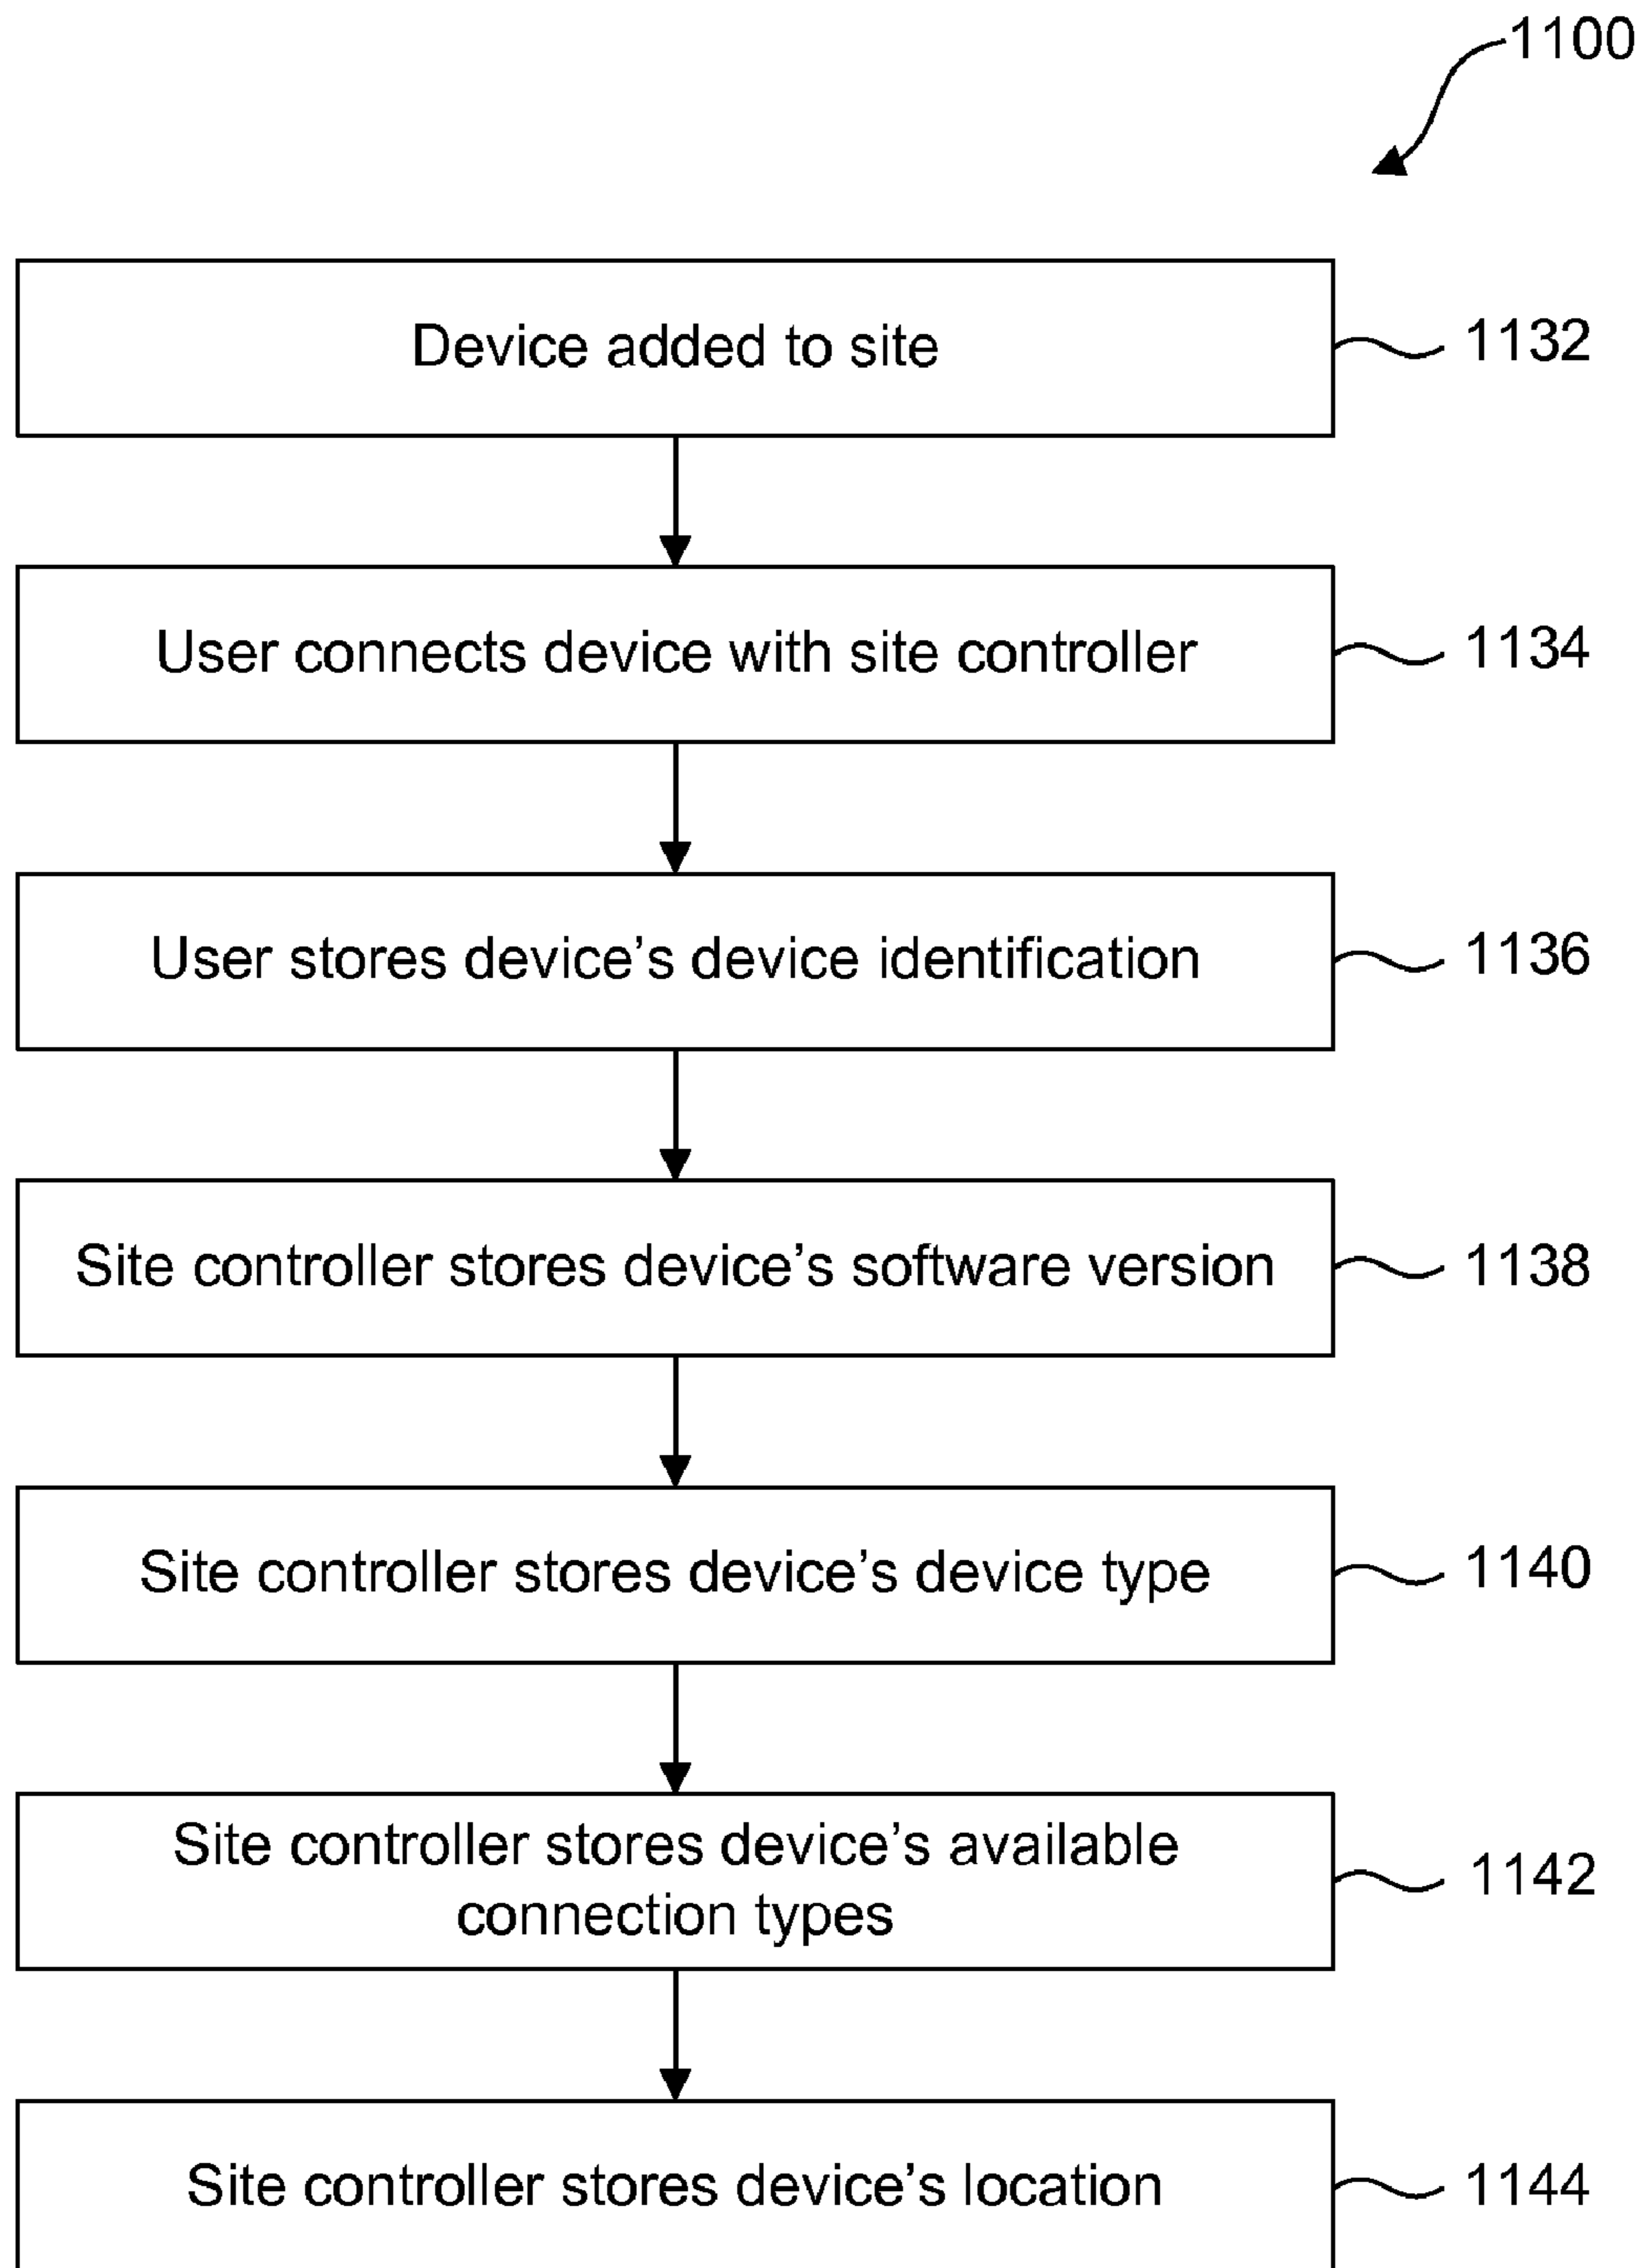 1100
Device added to site
1132
User connects device with site controller
1134
User stores device’s device identification
1136
Site controller stores device’s software version
1138
Site controller stores device’s device type
1140
Site controller stores device’s available
connection types
1142
Site controller stores device’s location
1144